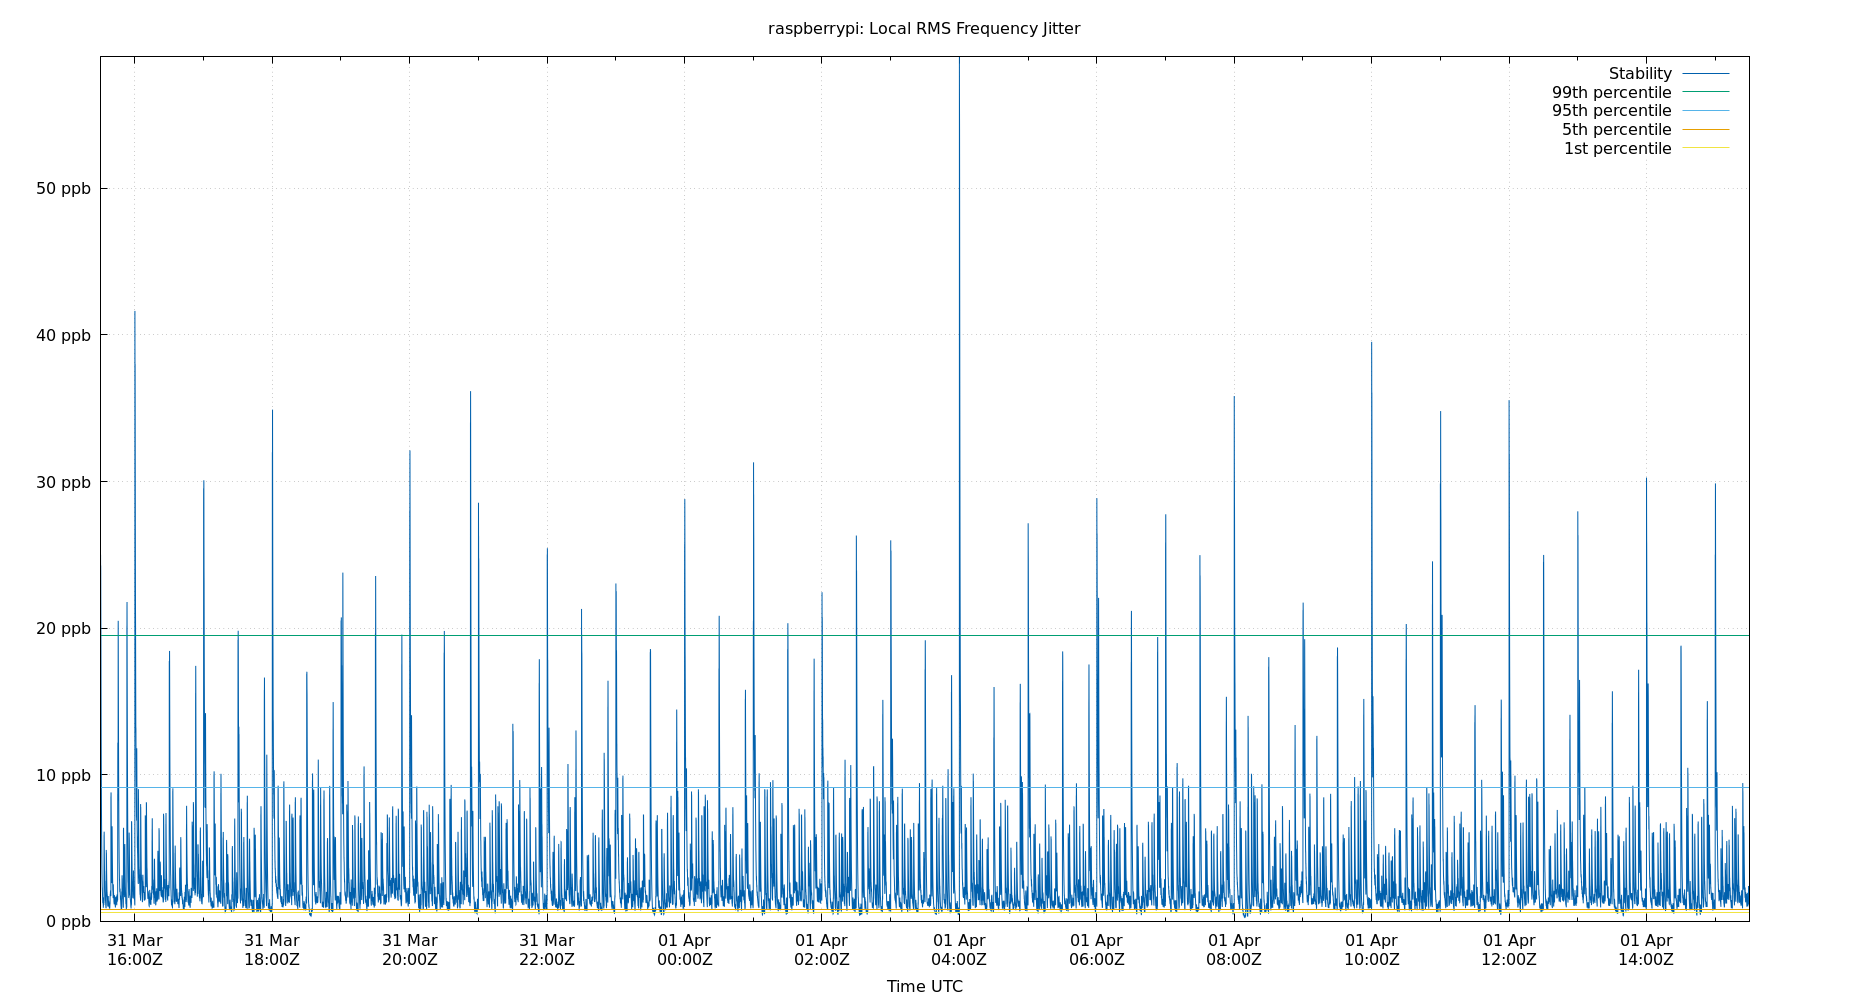 raspberrypi: Local RMS Frequency Jitter
Stability
99th percentile
95th percentile
5th percentile
1st percentile
50 ppb
40 ppb
30 ppb
20 ppb
10 ppb
0 ppb
31 Mar 31 Mar 31 Mar 31 Mar 01 Apr 01 Apr 01 Apr 01 Apr 01 Apr 01 Apr 01 Apr 01 Apr
16:00Z 18:00Z 20:00Z 22:00Z 00:00Z 02:00Z 04:00Z 06:00Z 08:00Z 10:00Z 12:00Z 14:00Z
Time UTC